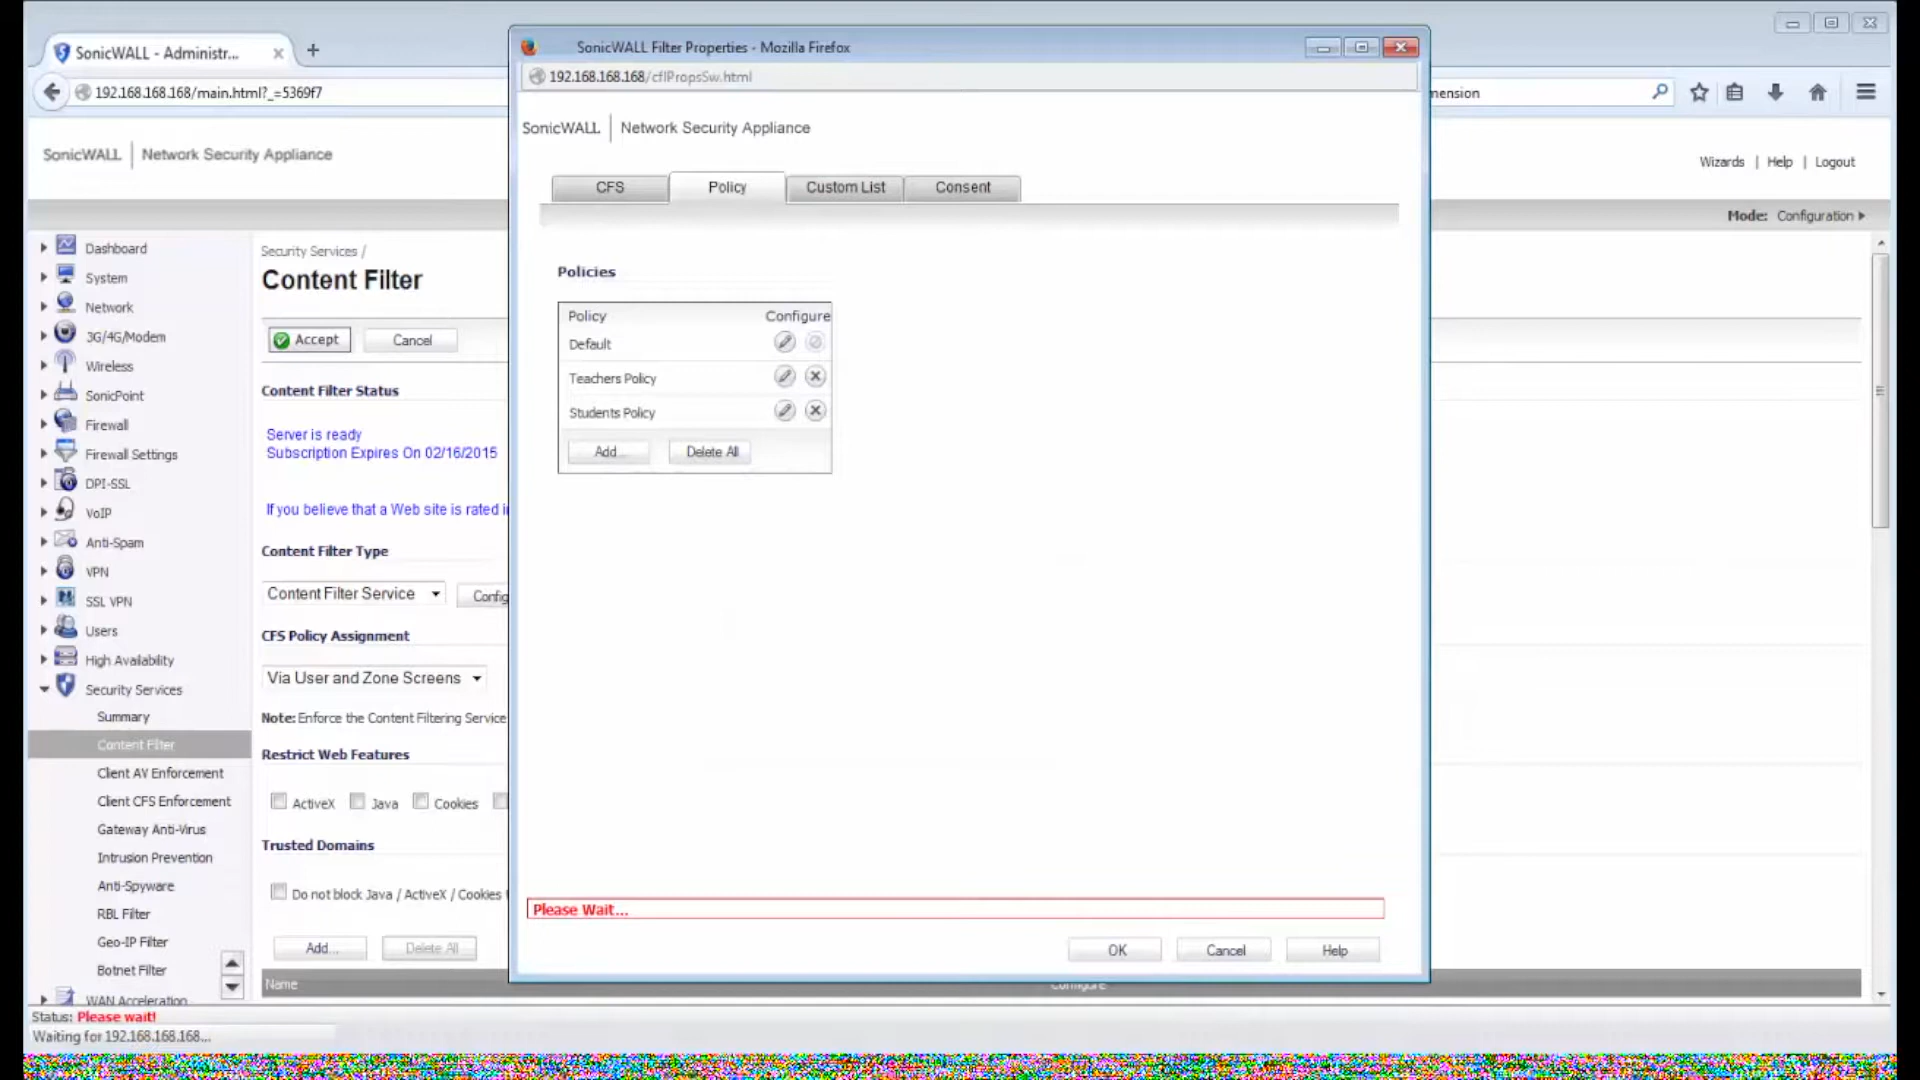 SonicWALL - Administr...
192.168.168.168/main.html?_=5369f7
mension
SonicWALL | Network Security Appliance
Wizards | Help | Logout
Mode: Configuration
Dashboard
System
Network
3G/4G/Modem
Wireless
SonicPoint
Firewall
Firewall Settings
DPI-SSL
VoIP
Anti-Spam
VPN
SSL VPN
Users
High Availability
Security Services
Summary
Content Filter
Client AV Enforcement
Client CFS Enforcement
Gateway Anti-Virus
Intrusion Prevention
Anti-Spyware
RBL Filter
Geo-IP Filter
Botnet Filter
WAN Acceleration
Status: Please wait!
Waiting for 192.168.168.168...
Security Services /
Content Filter
Accept Cancel
Content Filter Status
Server is ready
Subscription Expires On 02/16/2015
If you believe that a Web site is rated
Content Filter Type
Content Filter Service Config
CFS Policy Assignment
Via User and Zone Screens
Note: Enforce the Content Filtering Service
Restrict Web Features
ActiveX Java Cookies
Trusted Domains
Do not block Java / ActiveX / Cookies
Add... Delete All
Name Configure
SonicWALL Filter Properties - Mozilla Firefox
192.168.168.168/cflPropsSw.html
SonicWALL | Network Security Appliance
CFS Policy Custom List Consent
Policies
Policy Configure
Default
Teachers Policy
Students Policy
Add... Delete All
Please Wait...
OK Cancel Help